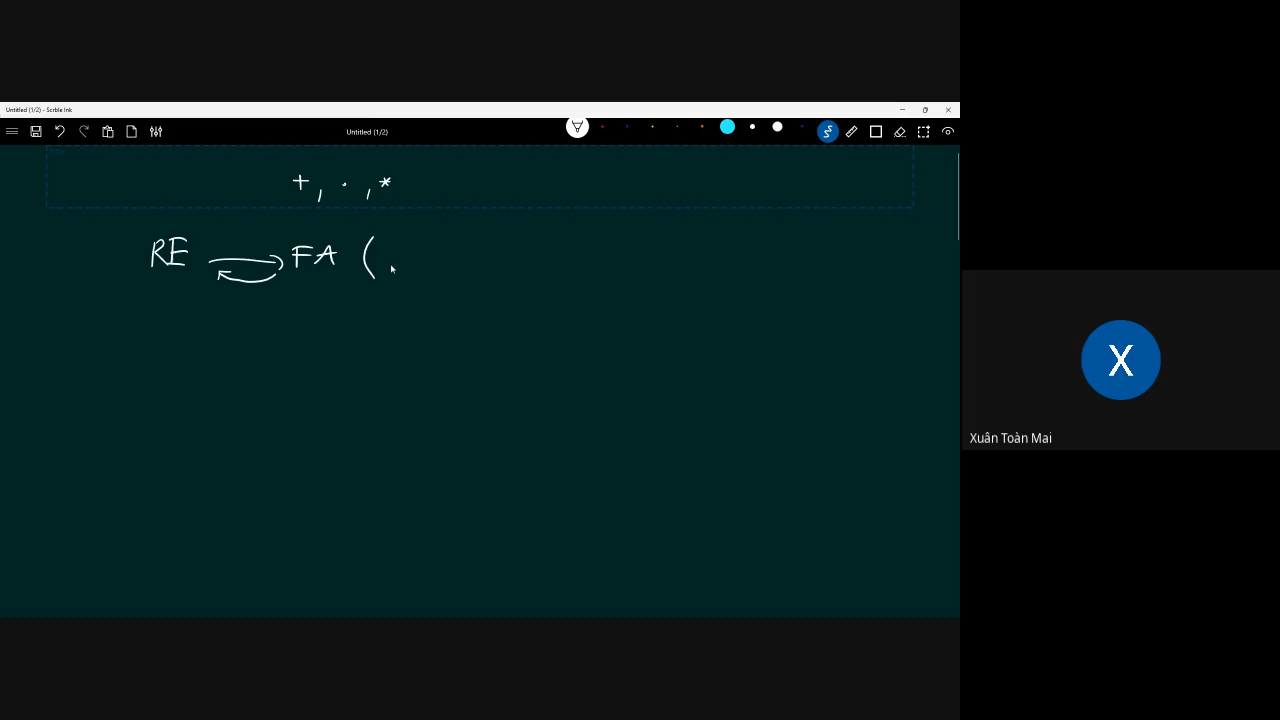 Untitled (1/2) - Scrble Ink
Untitled (1/2)
+, ·, *
RE ⇄ FA (
X
Xuân Toàn Mai